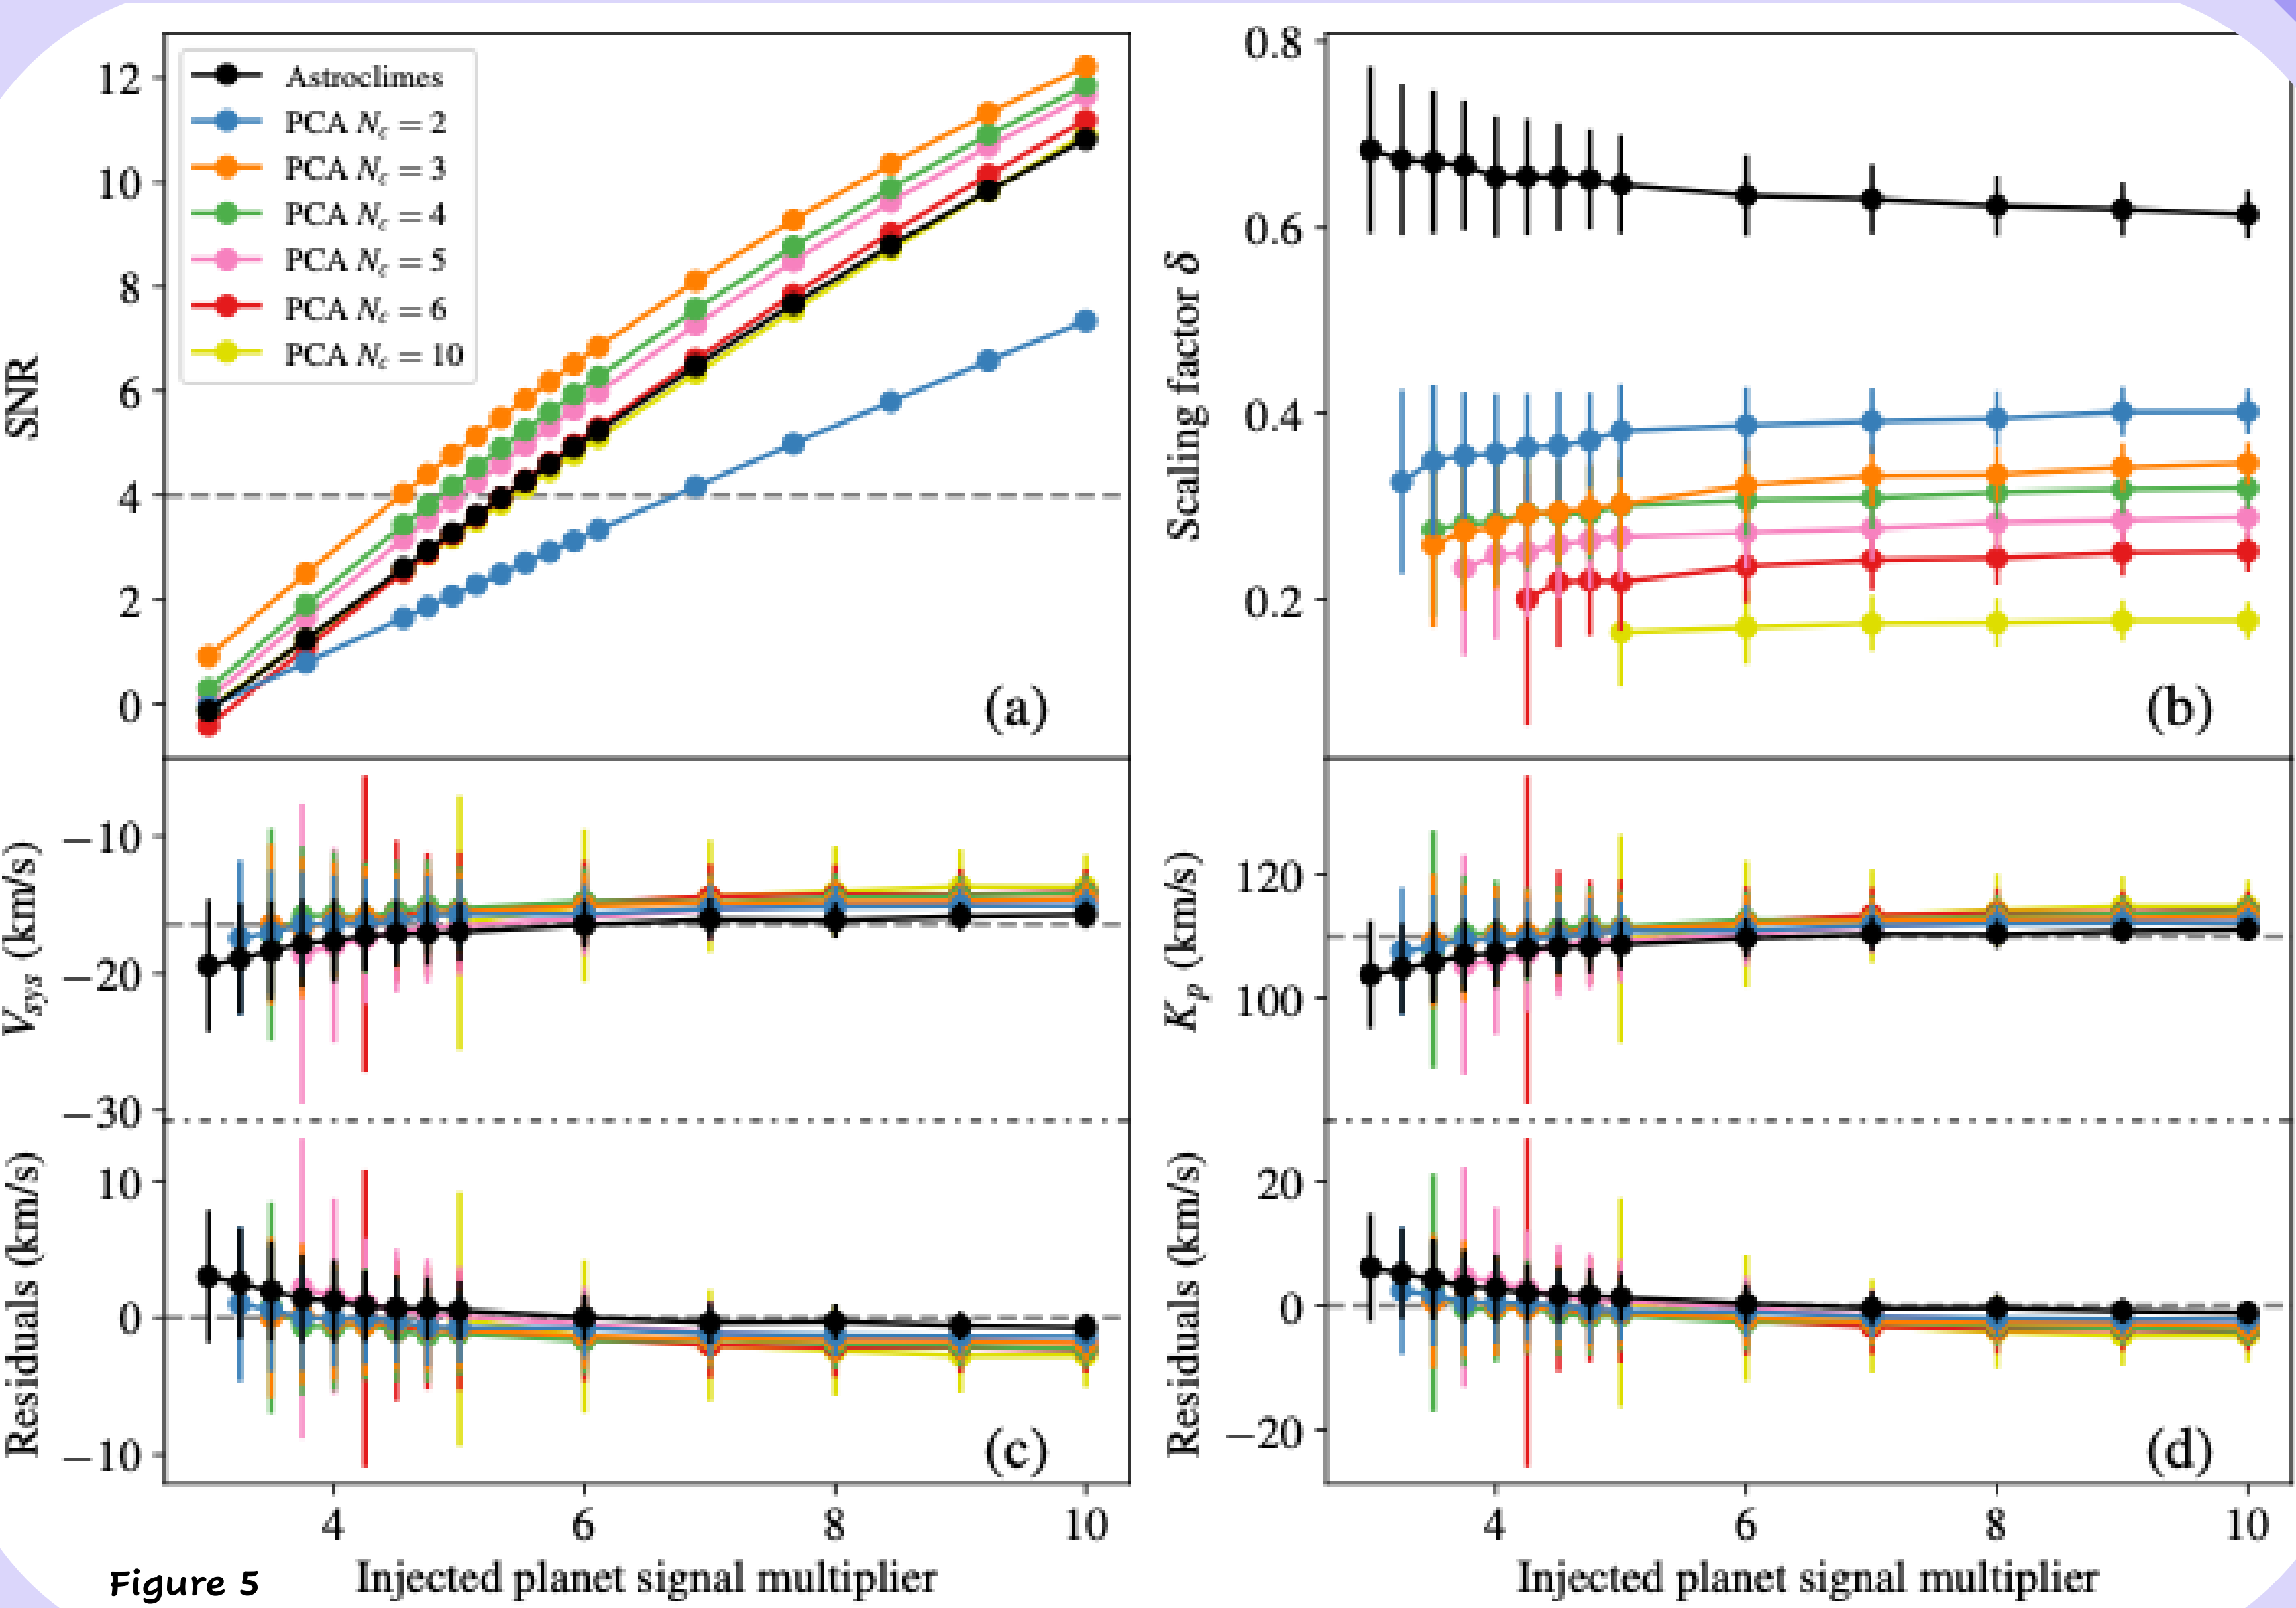 12
10
8
6
4
2
0
SNR
Astroclimes
PCA N_c = 2
PCA N_c = 3
PCA N_c = 4
PCA N_c = 5
PCA N_c = 6
PCA N_c = 10
(a)
0.8
0.6
0.4
0.2
Scaling factor δ
(b)
−10
−20
−30
V_sys (km/s)
10
0
−10
Residuals (km/s)
(c)
120
100
K_p (km/s)
20
0
−20
Residuals (km/s)
(d)
4 6 8 10
Injected planet signal multiplier
4 6 8 10
Injected planet signal multiplier
Figure 5